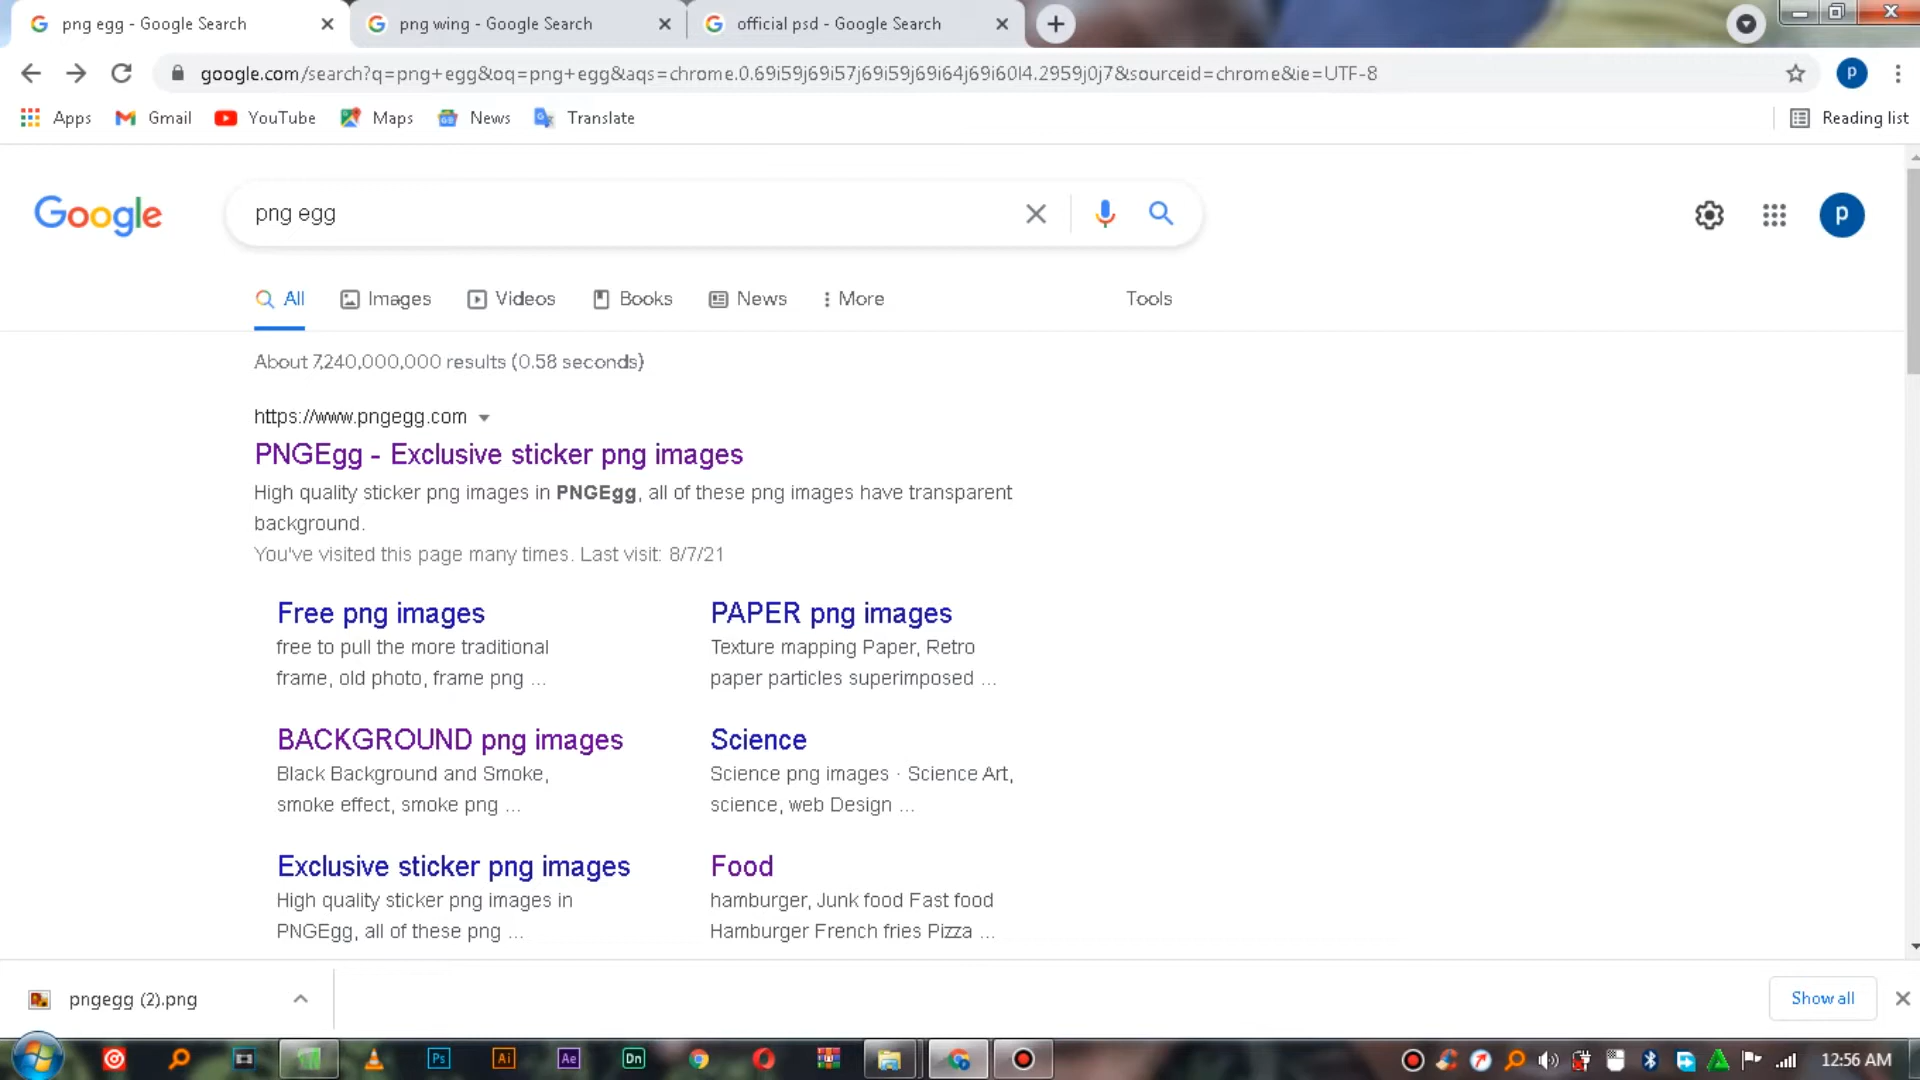 png egg - Google Search
png wing - Google Search
official psd - Google Search
google.com/search?q=png+egg&oq=png+egg&aqs=chrome.0.69i59j69i57j69i59j69i64j69i60l4.2959j0j7&sourceid=chrome&ie=UTF-8
P
Apps
Gmail
YouTube
Maps
News
Translate
Reading list
Google
png egg
P
All
Images
Videos
Books
News
More
Tools
About 7,240,000,000 results (0.58 seconds)
https://www.pngegg.com
PNGEgg - Exclusive sticker png images
High quality sticker png images in PNGEgg, all of these png images have transparent
background.
You've visited this page many times. Last visit: 8/7/21
Free png images
free to pull the more traditional
frame, old photo, frame png ...
PAPER png images
Texture mapping Paper, Retro
paper particles superimposed ...
BACKGROUND png images
Black Background and Smoke,
smoke effect, smoke png ...
Science
Science png images · Science Art,
science, web Design ...
Exclusive sticker png images
High quality sticker png images in
PNGEgg, all of these png ...
Food
hamburger, Junk food Fast food
Hamburger French fries Pizza ...
pngegg (2).png
Show all
Ps
Ai
Ae
Dn
12:56 AM